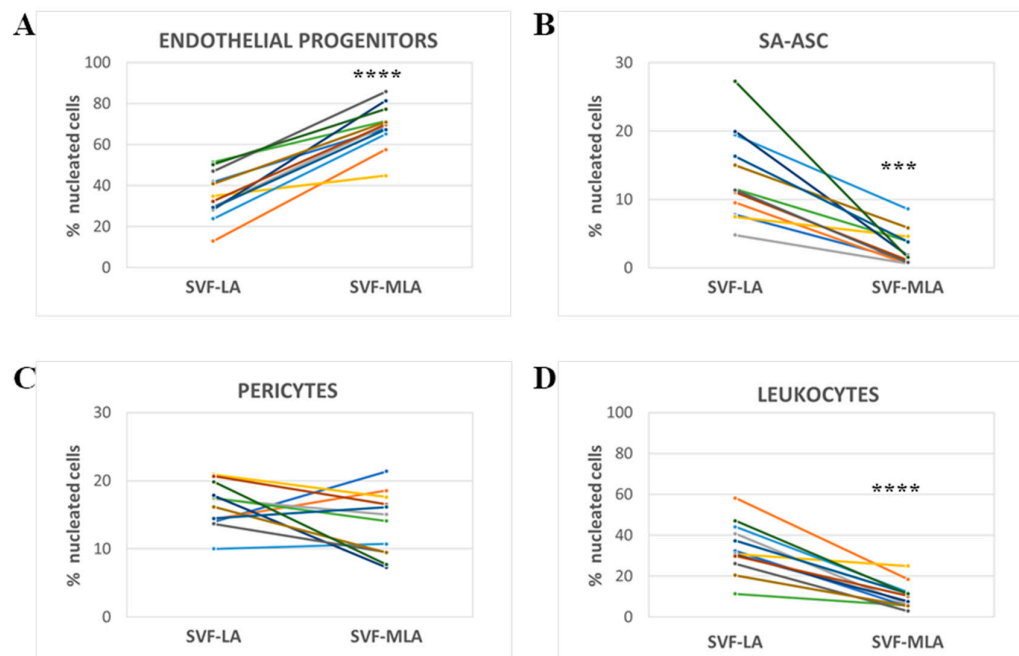 A
ENDOTHELIAL PROGENITORS
% nucleated cells
100
80
60
40
20
0
****
SVF-LA
SVF-MLA
B
SA-ASC
% nucleated cells
30
20
10
0
***
SVF-LA
SVF-MLA
C
PERICYTES
% nucleated cells
30
20
10
0
SVF-LA
SVF-MLA
D
LEUKOCYTES
% nucleated cells
100
80
60
40
20
0
****
SVF-LA
SVF-MLA